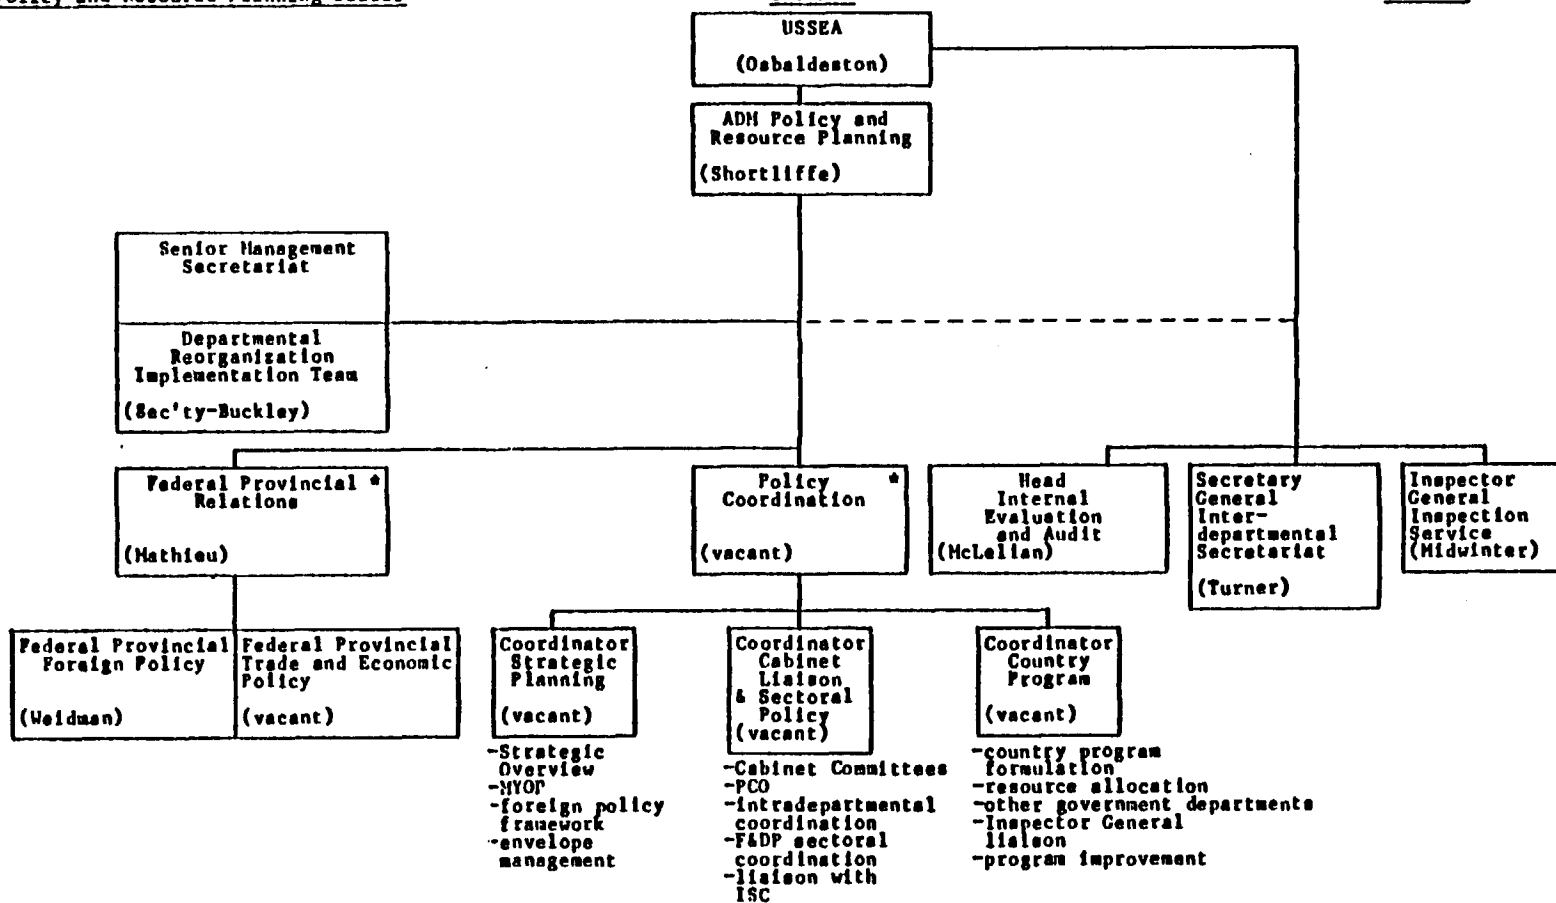 Policy and Resource Planning
USSEA
(Osbaldeston)
ADM Policy and
Resource Planning
(Shortliffe)
Senior Management
Secretariat
Departmental
Reorganization
Implementation Team
(Sec'ty-Buckley)
Federal Provincial *
Relations
(Mathieu)
Policy *
Coordination
(vacant)
Head
Internal
Evaluation
and Audit
(McLellan)
Secretary
General
Inter-
departmental
Secretariat
(Turner)
Inspector
General
Inspection
Service
(Midwinter)
Federal Provincial
Foreign Policy
(Weidman)
Federal Provincial
Trade and Economic
Policy
(vacant)
Coordinator
Strategic
Planning
(vacant)
-Strategic
Overview
-MYOP
-foreign policy
framework
-envelope
management
Coordinator
Cabinet
Liaison
& Sectoral
Policy
(vacant)
-Cabinet Committees
-PCO
-intradepartmental
coordination
-F&DP sectoral
coordination
-liaison with
ISC
Coordinator
Country
Program
(vacant)
-country program
formulation
-resource allocation
-other government departments
-Inspector General
liaison
-program improvement